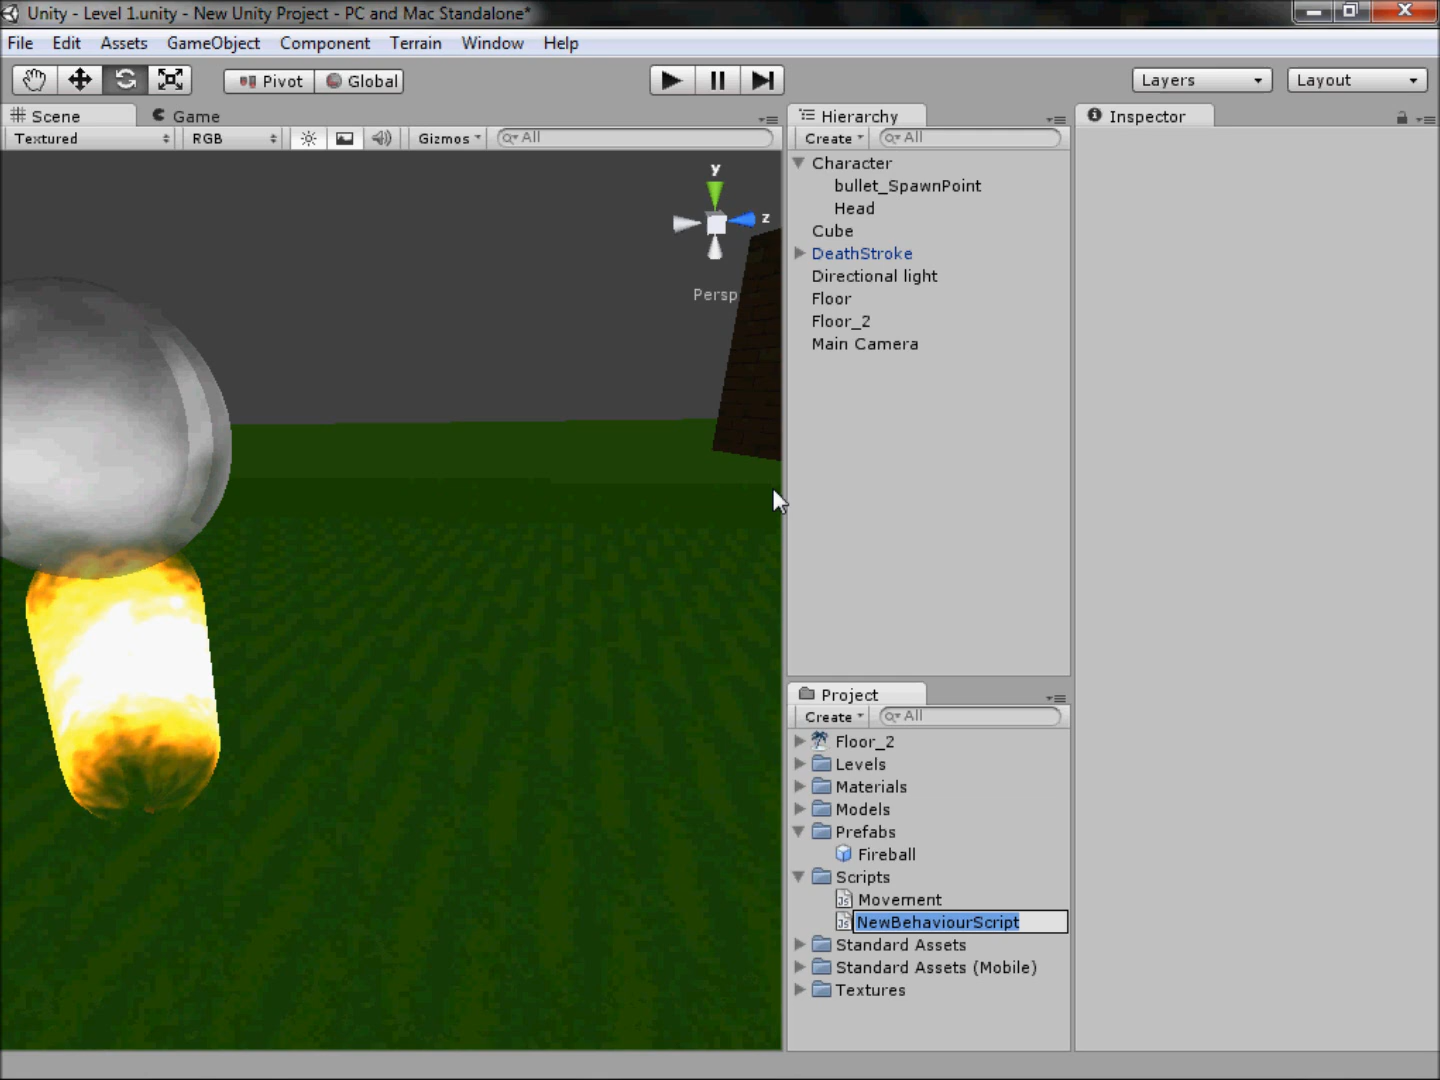 Unity - Level 1.unity - New Unity Project - PC and Mac Standalone*
File Edit Assets GameObject Component Terrain Window Help
Pivot Global Layers Layout
Scene Game Hierarchy Inspector
Textured RGB Gizmos All Create All
Character
bullet_SpawnPoint
Head
Cube
DeathStroke
Directional light
Floor
Floor_2
Main Camera
y
z
Persp
Project
Create All
Floor_2
Levels
Materials
Models
Prefabs
Fireball
Scripts
Movement
NewBehaviourScript
Standard Assets
Standard Assets (Mobile)
Textures